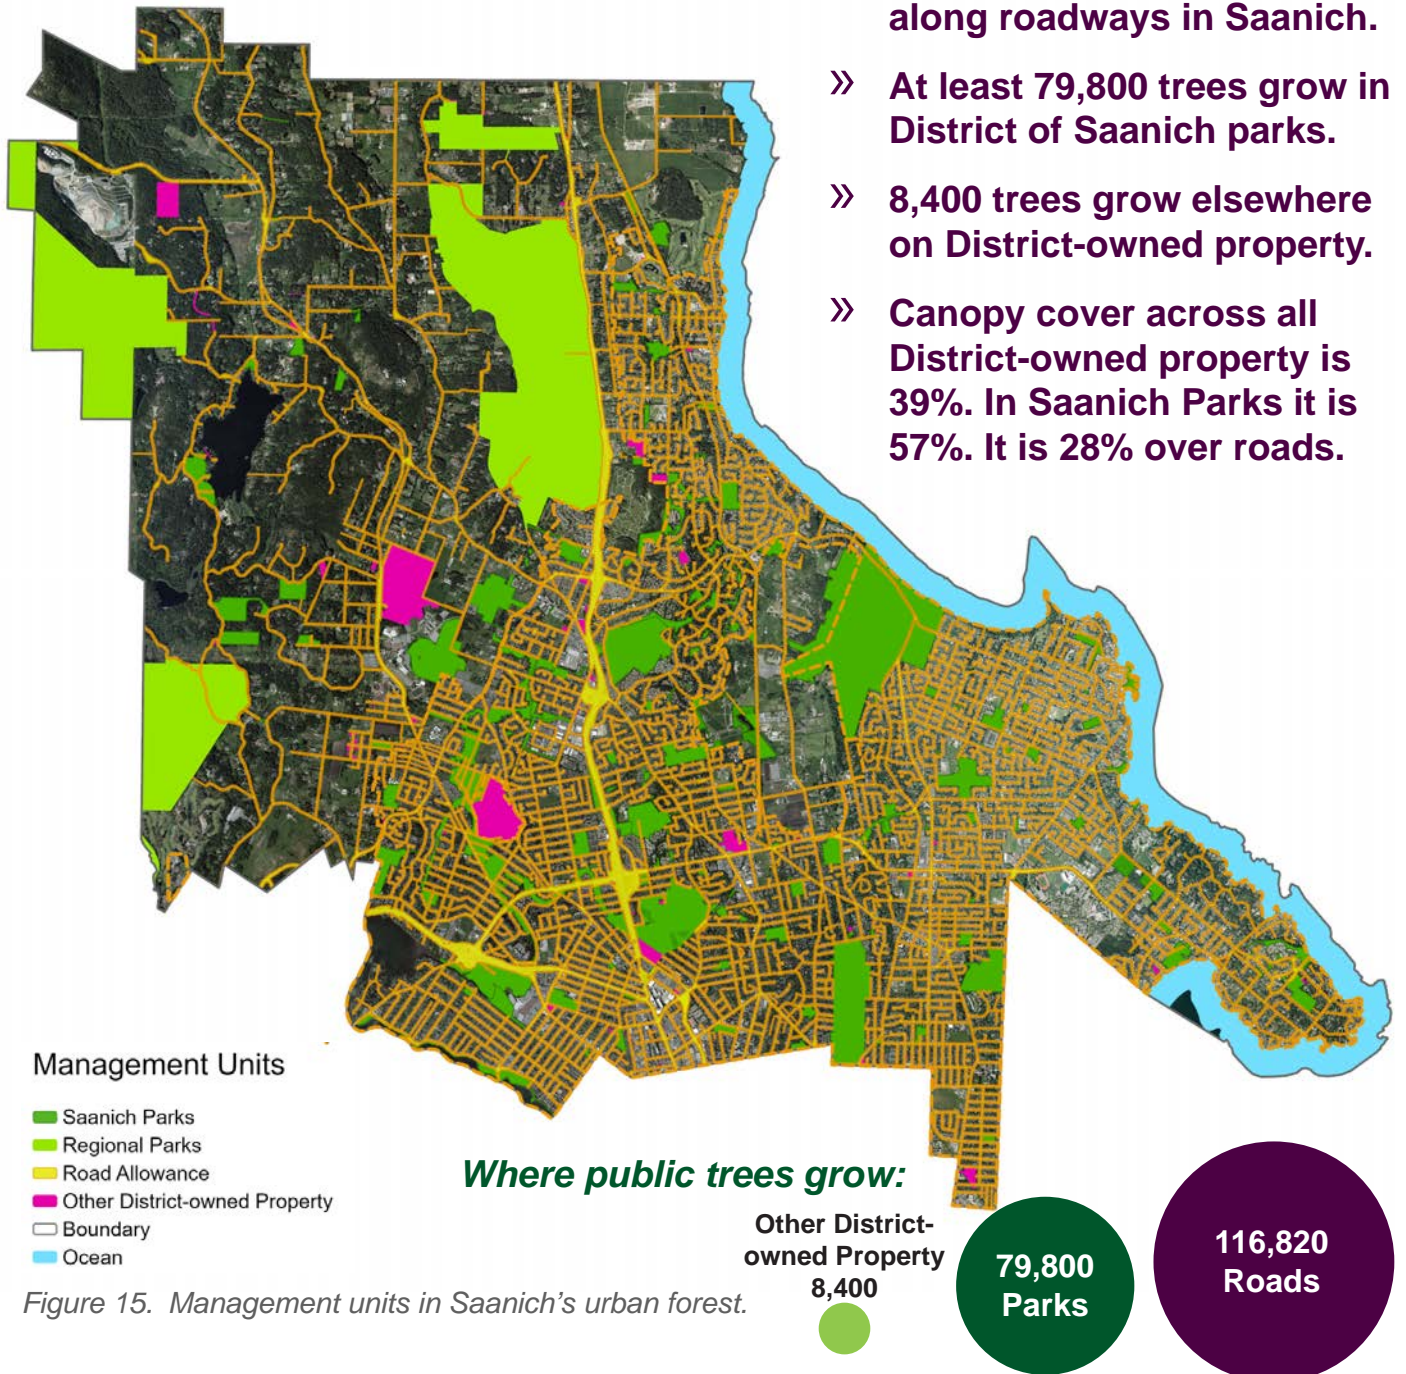 along roadways in Saanich.
» At least 79,800 trees grow in
District of Saanich parks.
» 8,400 trees grow elsewhere
on District-owned property.
» Canopy cover across all
District-owned property is
39%. In Saanich Parks it is
57%. It is 28% over roads.
Management Units
Saanich Parks
Regional Parks
Road Allowance
Other District-owned Property
Boundary
Ocean
Where public trees grow:
Other District-
owned Property
8,400
79,800
Parks
116,820
Roads
Figure 15.  Management units in Saanich’s urban forest.